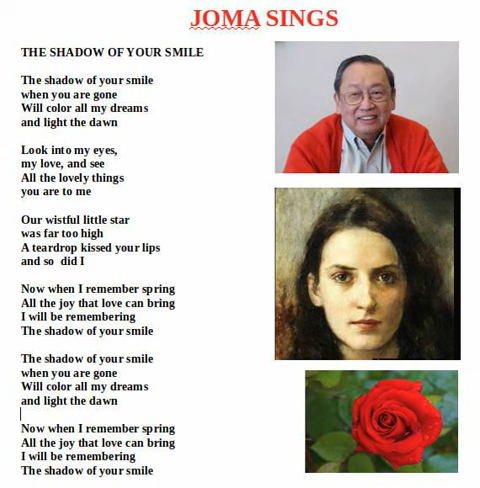 JOMA SINGS
THE SHADOW OF YOUR SMILE
The shadow of your smile
when you are gone
Will color all my dreams
and light the dawn
Look into my eyes,
my love, and see
All the lovely things
you are to me
Our wistful little star
was far too high
A teardrop kissed your lips
and so  did I
Now when I remember spring
All the joy that love can bring
I will be remembering
The shadow of your smile
The shadow of your smile
when you are gone
Will color all my dreams
and light the dawn
Now when I remember spring
All the joy that love can bring
I will be remembering
The shadow of your smile